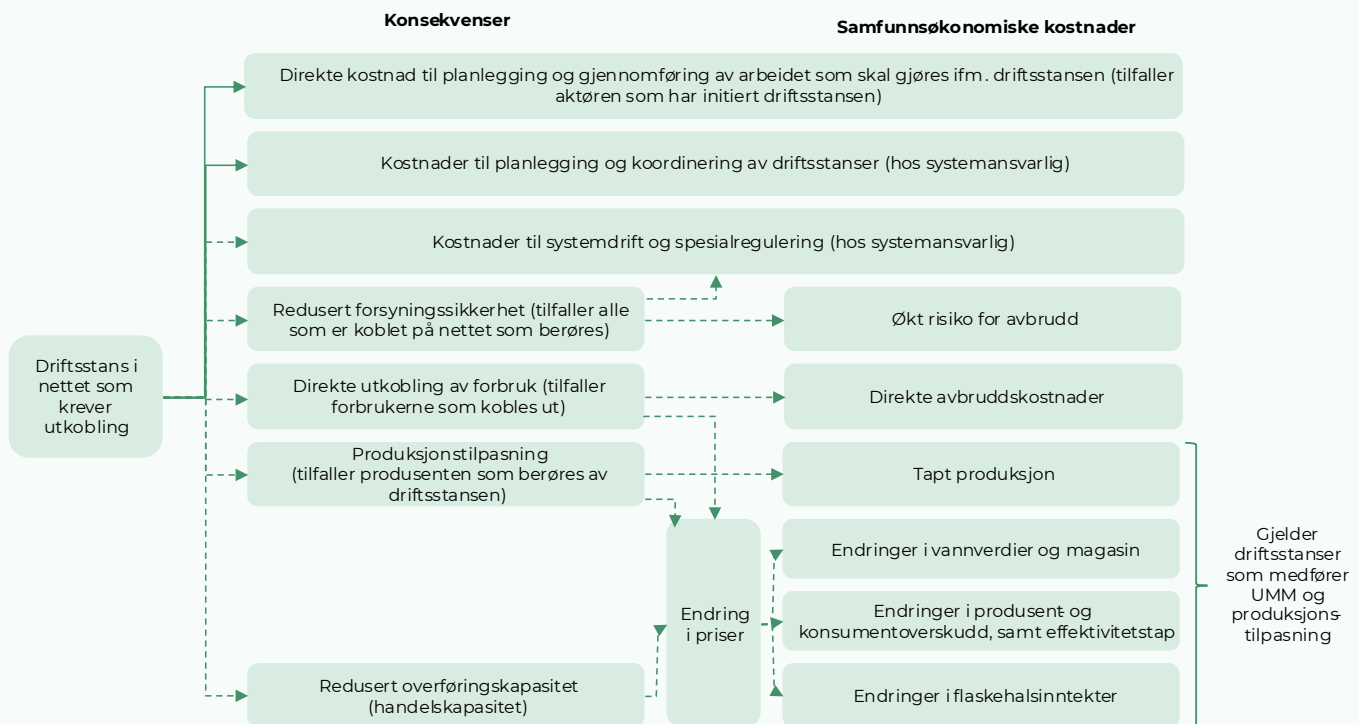 Konsekvenser
Samfunnsøkonomiske kostnader
Direkte kostnad til planlegging og gjennomføring av arbeidet som skal gjøres ifm. driftsstansen (tilfaller
aktøren som har initiert driftsstansen)
Kostnader til planlegging og koordinering av driftsstanser (hos systemansvarlig)
Kostnader til systemdrift og spesialregulering (hos systemansvarlig)
Redusert forsyningssikkerhet (tilfaller alle
som er koblet på nettet som berøres)
Økt risiko for avbrudd
Driftsstans i
nettet som
krever
utkobling
Direkte utkobling av forbruk (tilfaller
forbrukerne som kobles ut)
Direkte avbruddskostnader
Produksjonstilpasning
(tilfaller produsenten som berøres av
driftsstansen)
Tapt produksjon
Endring
i priser
Endringer i vannverdier og magasin
Endringer i produsent- og
konsumentoverskudd, samt effektivitetstap
Gjelder
driftsstanser
som medfører
UMM og
produksjons-
tilpasning
Redusert overføringskapasitet
(handelskapasitet)
Endringer i flaskehalsinntekter